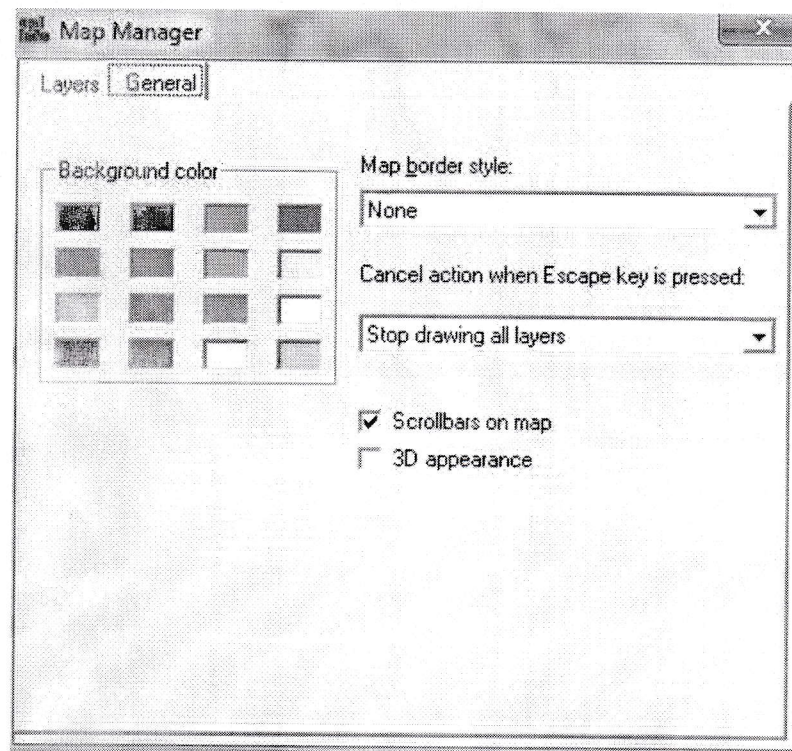 Map Manager
Layers General
Background color
Map border style:
None
Cancel action when Escape key is pressed:
Stop drawing all layers
Scrollbars on map
3D appearance